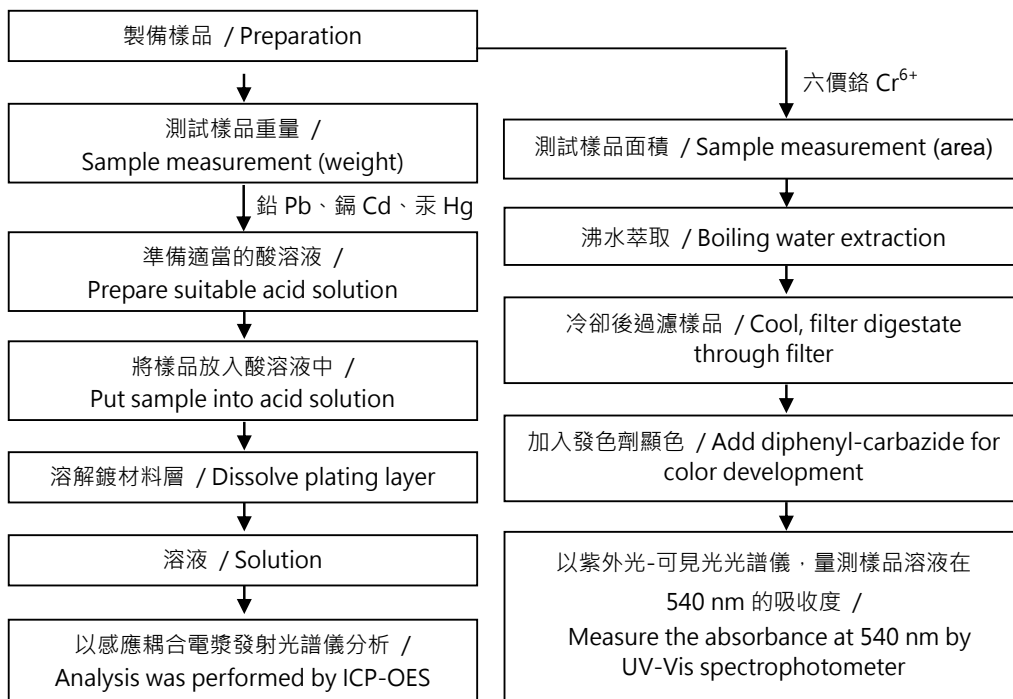 製備樣品 / Preparation
測試樣品重量 /
Sample measurement (weight)
鉛 Pb、鎘 Cd、汞 Hg
準備適當的酸溶液 /
Prepare suitable acid solution
將樣品放入酸溶液中 /
Put sample into acid solution
溶解鍍材料層 / Dissolve plating layer
溶液 / Solution
以感應耦合電漿發射光譜儀分析 /
Analysis was performed by ICP-OES
六價鉻 Cr⁶⁺
測試樣品面積 / Sample measurement (area)
沸水萃取 / Boiling water extraction
冷卻後過濾樣品 / Cool, filter digestate
through filter
加入發色劑顯色 / Add diphenyl-carbazide for
color development
以紫外光-可見光光譜儀，量測樣品溶液在
540 nm 的吸收度 /
Measure the absorbance at 540 nm by
UV-Vis spectrophotometer